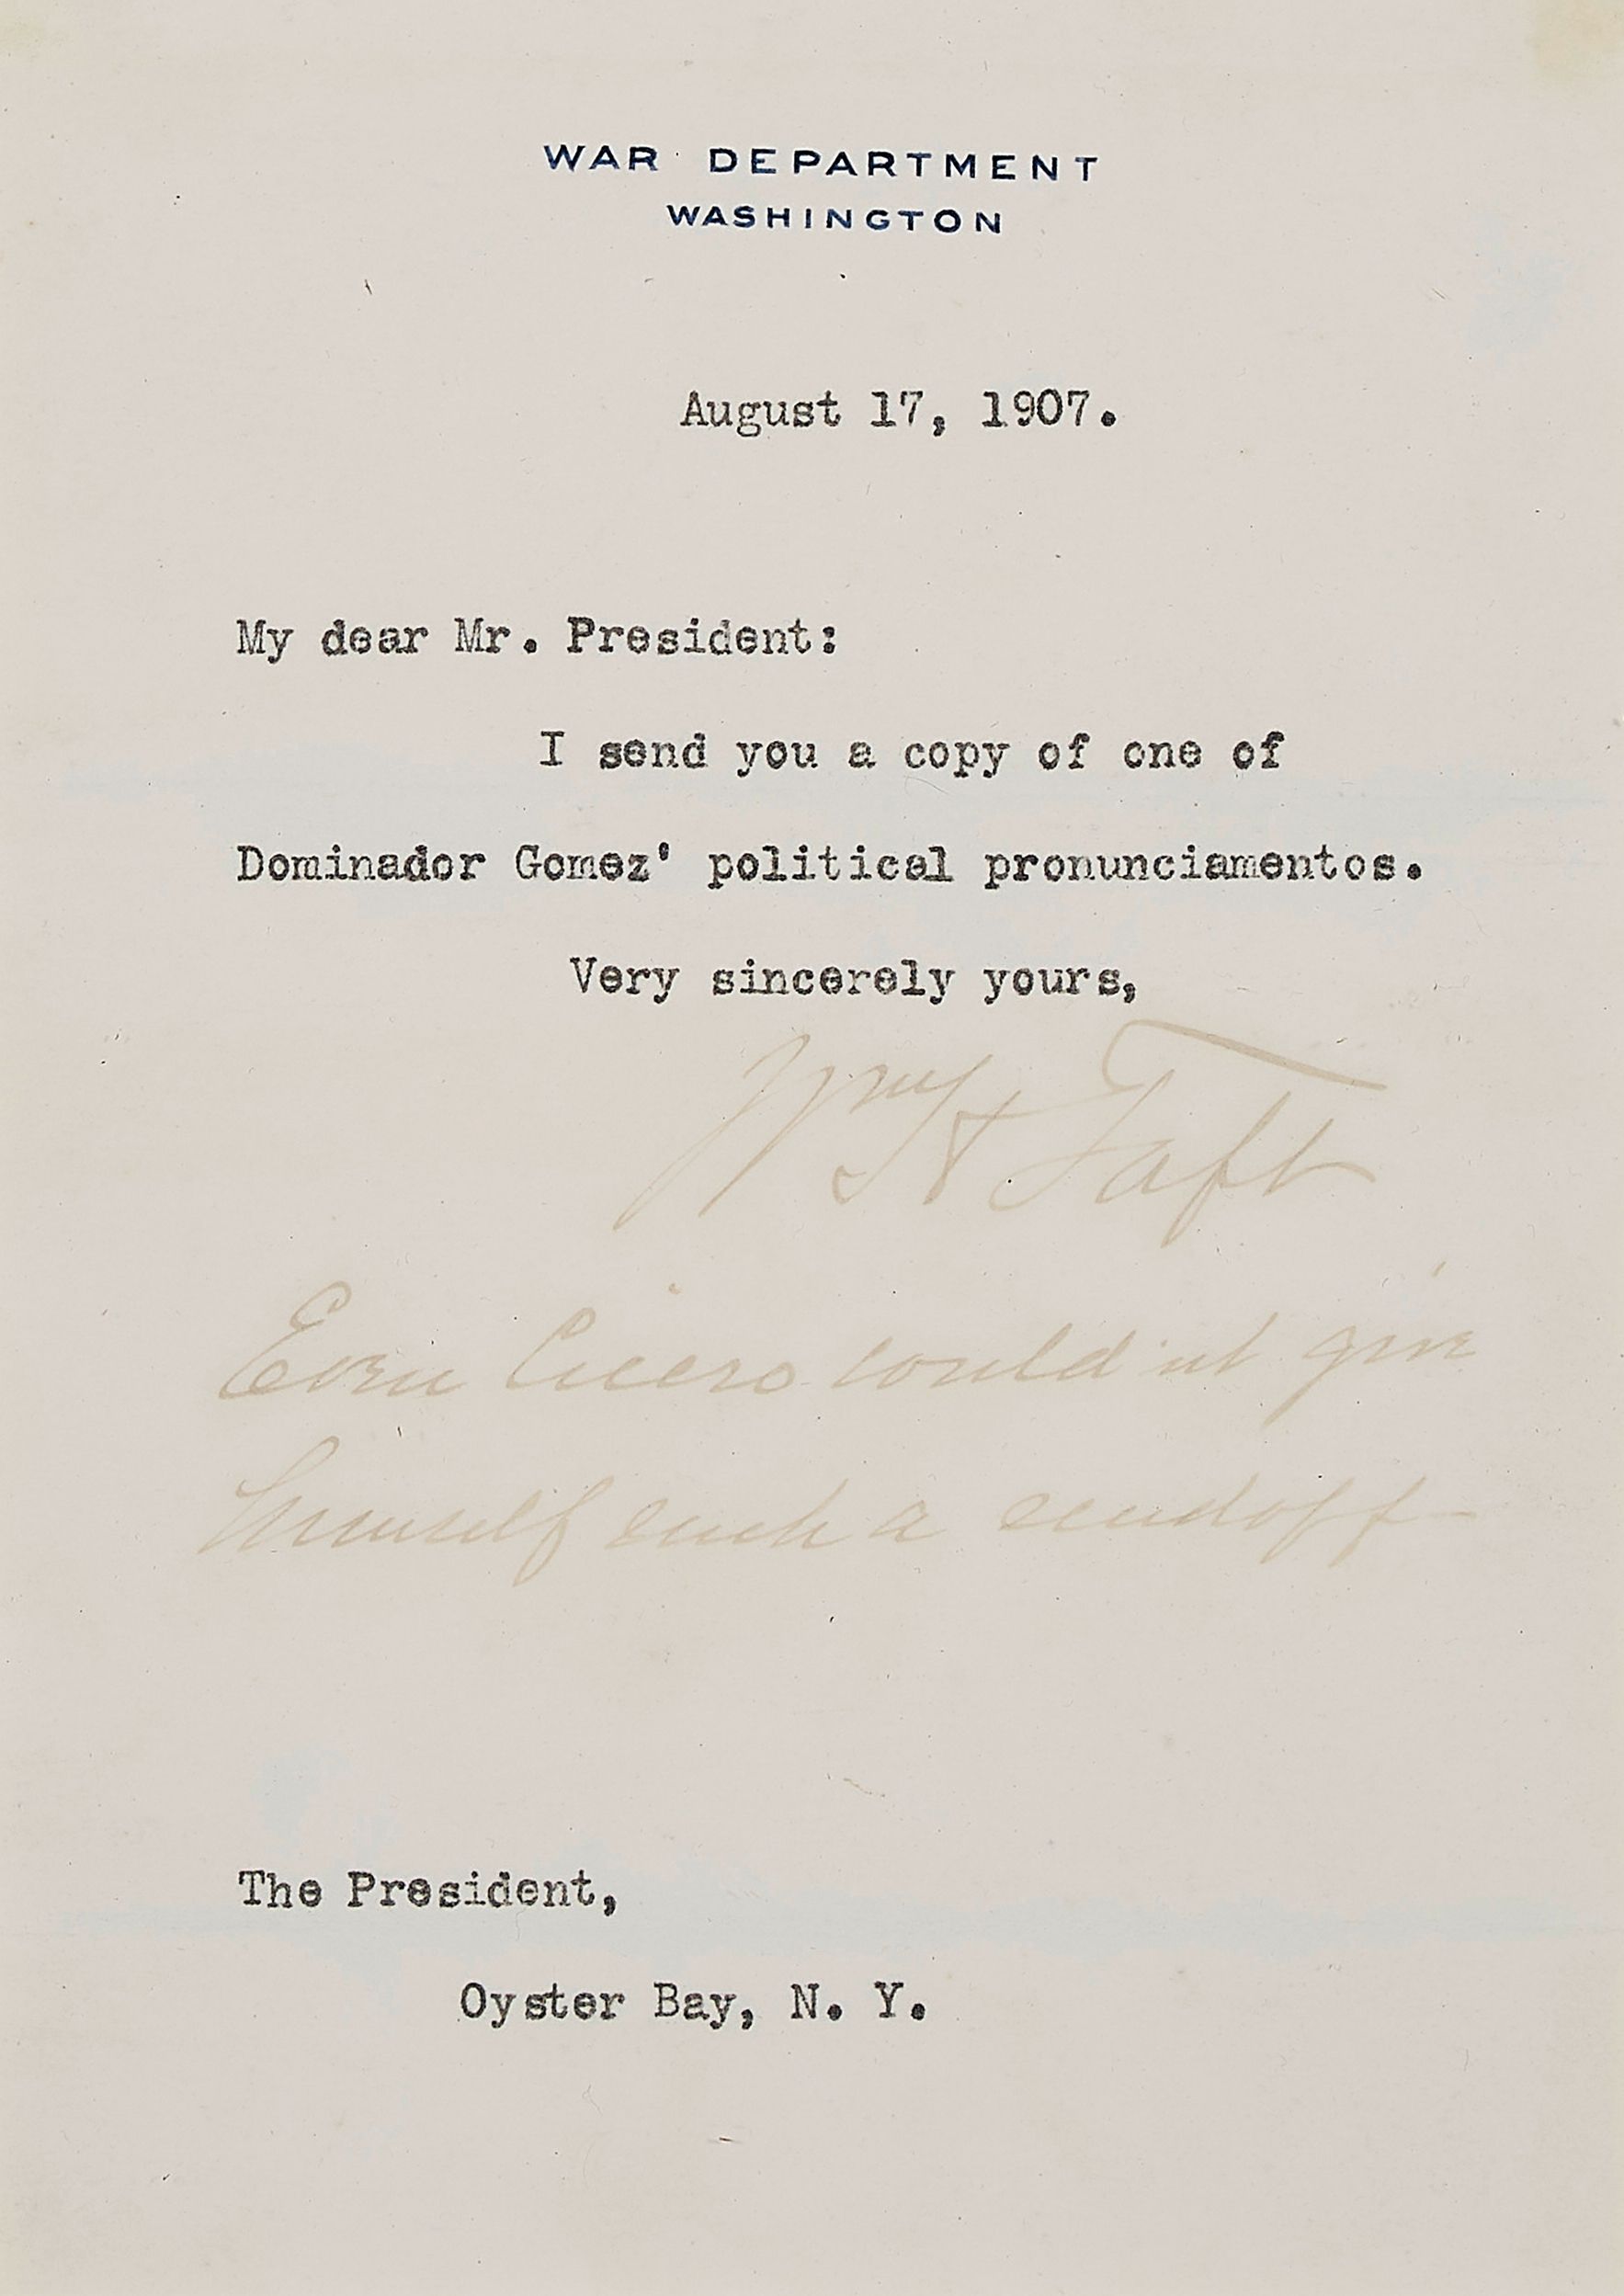 WAR DEPARTMENT
WASHINGTON
August 17, 1907.
My dear Mr. President:
I send you a copy of one of
Dominador Gomez' political pronunciamentos.
Very sincerely yours,
Wm H Taft
Even Cicero could'nt give
himself such a sendoff—
The President,
Oyster Bay, N. Y.